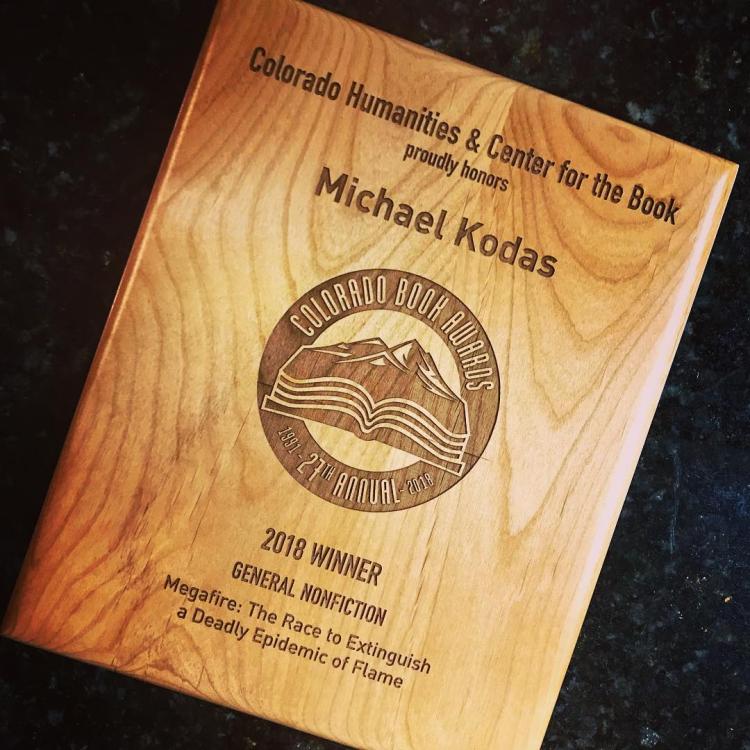 Colorado Humanities & Center for the Book
proudly honors
Michael Kodas
COLORADO BOOK AWARDS
1991 - 27TH ANNUAL - 2018
2018 WINNER
GENERAL NONFICTION
Megafire: The Race to Extinguish
a Deadly Epidemic of Flame